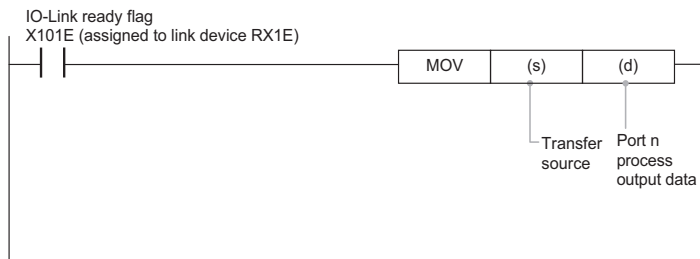 IO-Link ready flag
X101E (assigned to link device RX1E)
MOV (s) (d)
Transfer
source
Port n
process
output data